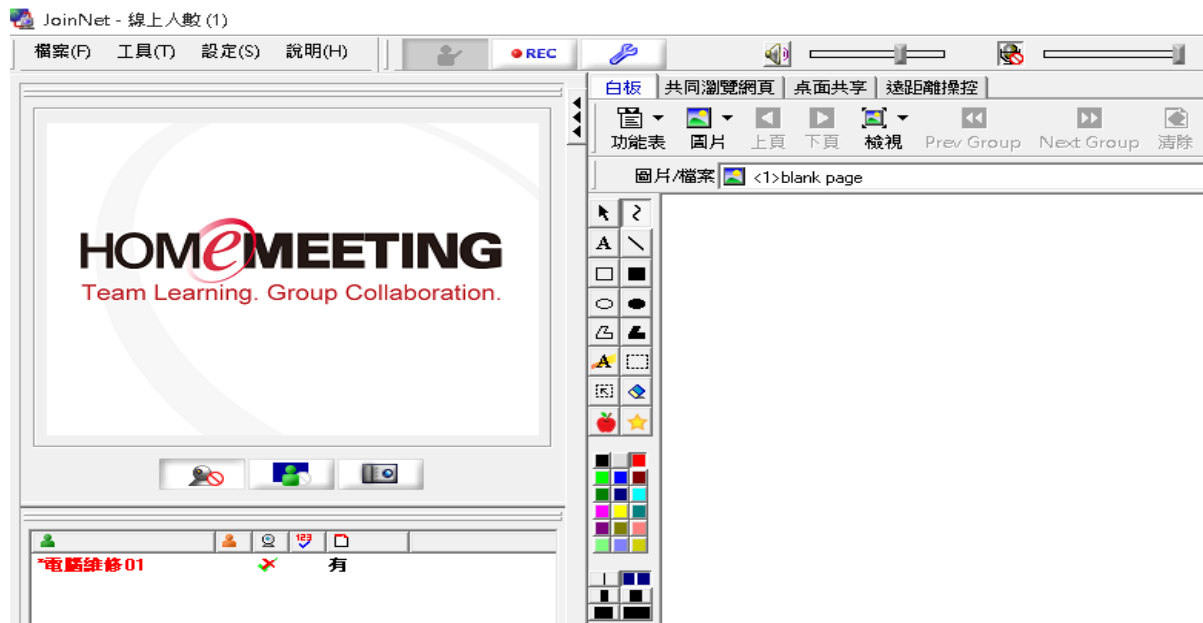 JoinNet - 線上人數 (1)
檔案(F) 工具(T) 設定(S) 說明(H) REC
白板 共同瀏覽網頁 桌面共享 遠距離操控
功能表 圖片 上頁 下頁 檢視 Prev Group Next Group 清除
圖片/檔案 <1>blank page
HOMeMEETING
Team Learning. Group Collaboration.
A
A
123
*電腦維修01 有